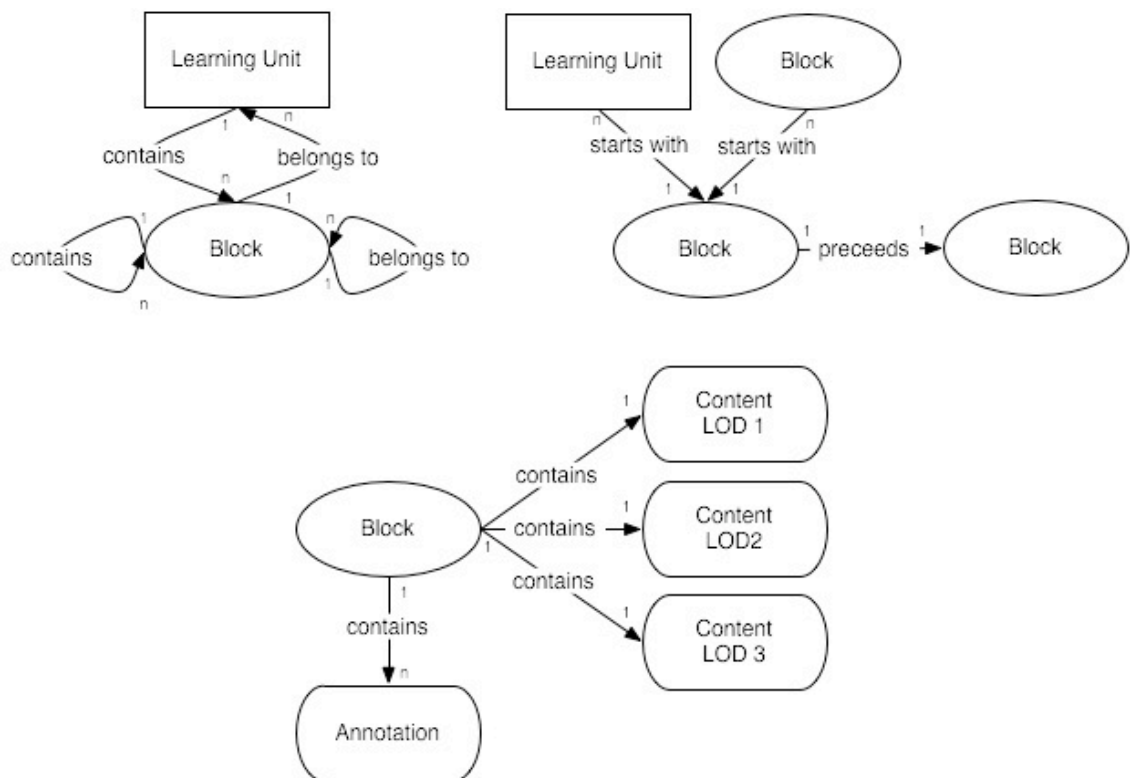 Learning Unit
1
n
contains
belongs to
n
1
1
n
contains
Block
belongs to
n
1
Learning Unit
Block
n
n
starts with
starts with
1
1
Block
1
preceeds
1
Block
Content
LOD 1
1
contains
Block
1
contains
1
Content
LOD2
contains
1
Content
LOD 3
1
contains
n
Annotation